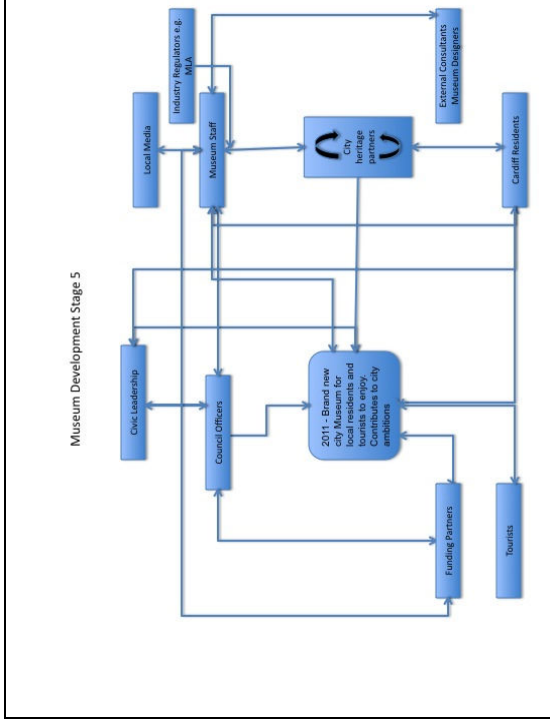 Museum Development Stage 5
Civic Leadership
Local Media
Industry Regulators e.g.
MLA
Council Officers
Museum Staff
2011 - Brand new
city Museum for
local residents and
tourists to enjoy.
Contributes to city
ambitions
City
heritage
partners
Funding Partners
External Consultants
Museum Designers
Tourists
Cardiff Residents